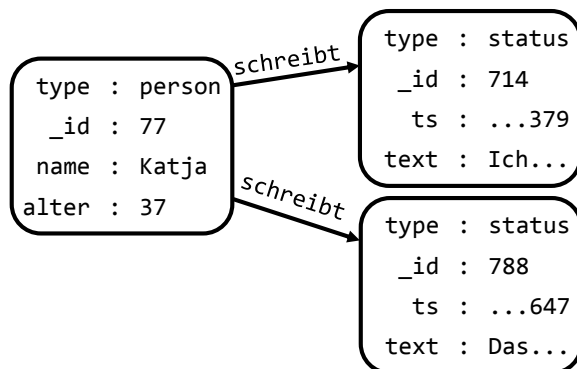 type : person
_id : 77
name : Katja
alter : 37
schreibt
type : status
_id : 714
ts : ...379
text : Ich...
schreibt
type : status
_id : 788
ts : ...647
text : Das...